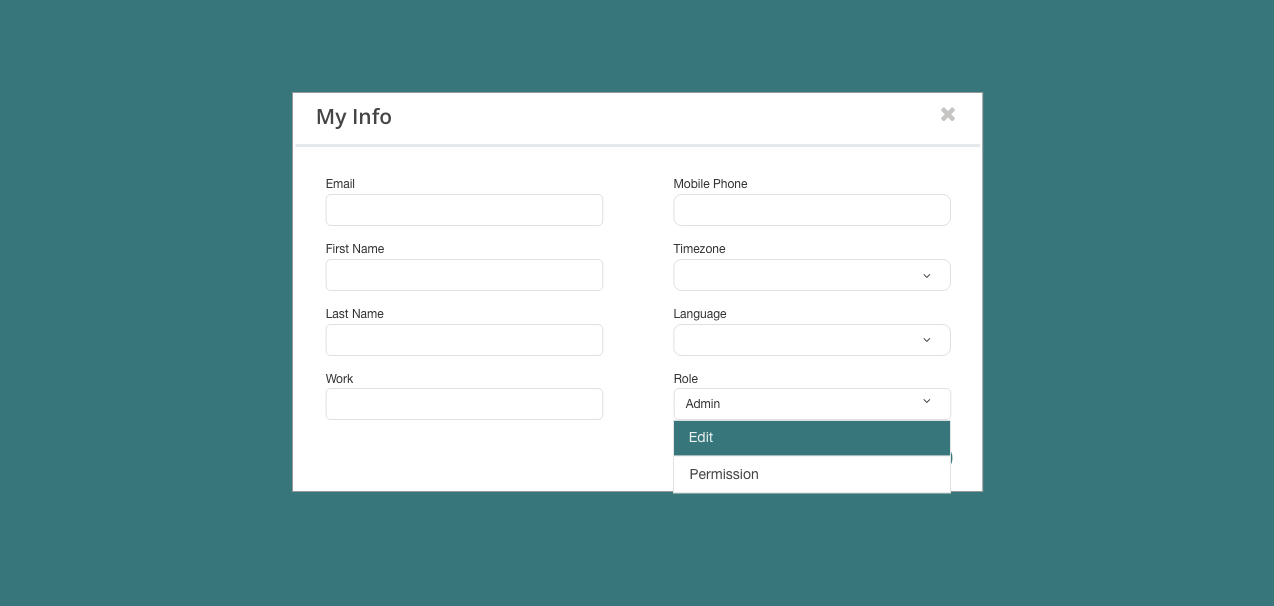 My Info
Email
Mobile Phone
First Name
Timezone
Last Name
Language
Work
Role
Admin
Edit
Permission